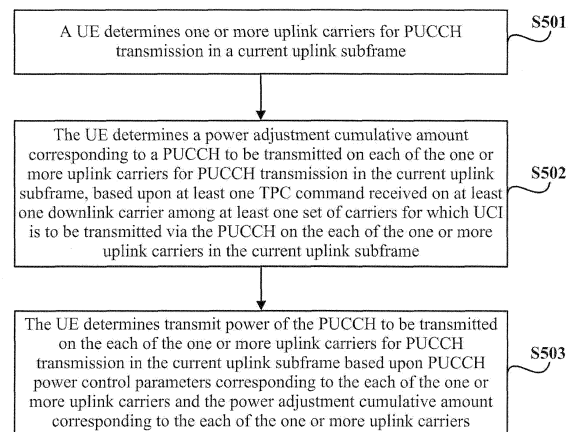 A UE determines one or more uplink carriers for PUCCH
transmission in a current uplink subframe
S501
The UE determines a power adjustment cumulative amount
corresponding to a PUCCH to be transmitted on each of the one or
more uplink carriers for PUCCH transmission in the current uplink
subframe, based upon at least one TPC command received on at least
one downlink carrier among at least one set of carriers for which UCI
is to be transmitted via the PUCCH on the each of the one or more
uplink carriers in the current uplink subframe
S502
The UE determines transmit power of the PUCCH to be transmitted
on the each of the one or more uplink carriers for PUCCH
transmission in the current uplink subframe based upon PUCCH
power control parameters corresponding to the each of the one or
more uplink carriers and the power adjustment cumulative amount
corresponding to the each of the one or more uplink carriers
S503